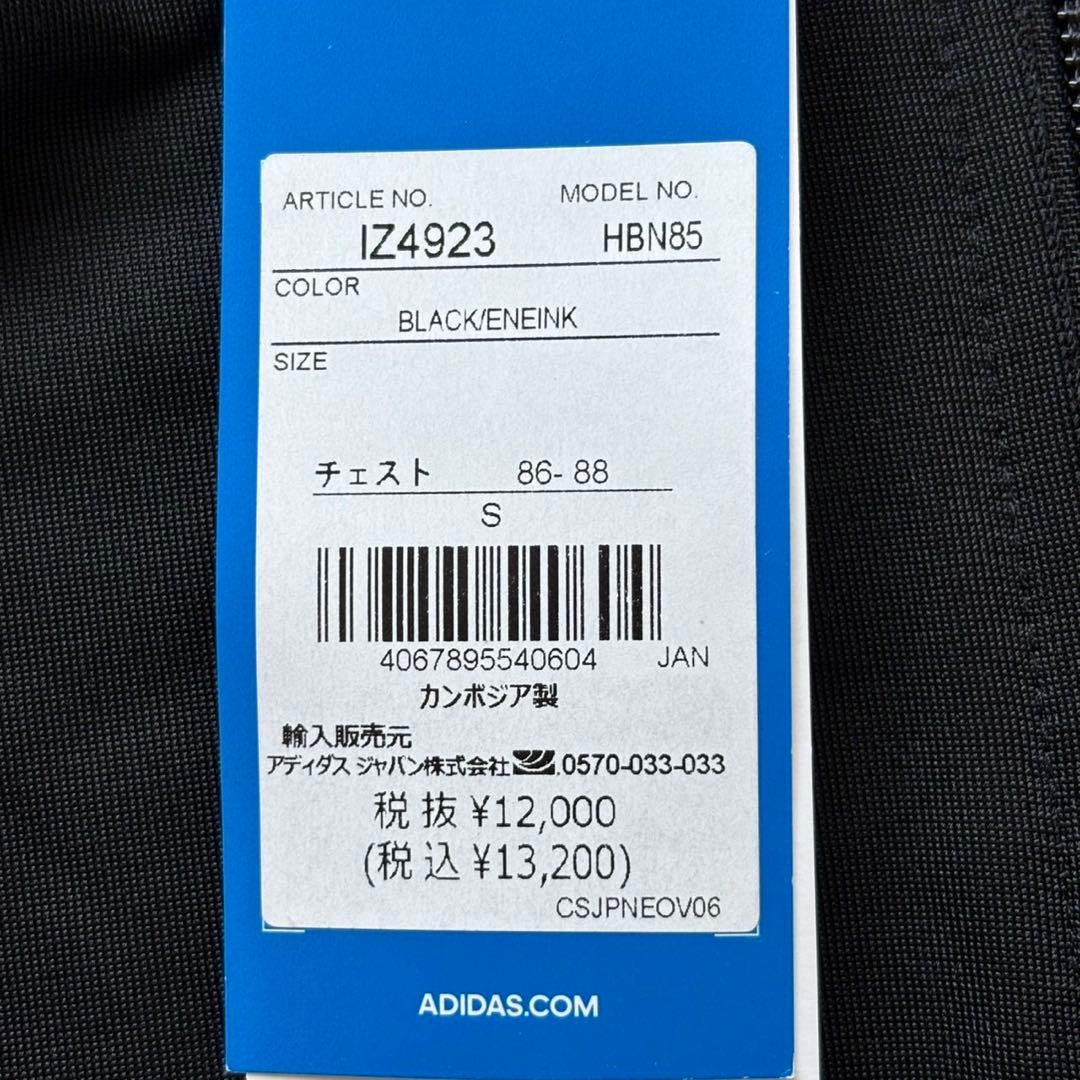 ARTICLE NO. MODEL NO.
IZ4923 HBN85
COLOR
BLACK/ENEINK
SIZE
チェスト 86- 88
S
4067895540604 JAN
カンボジア製
輸入販売元
アディダス ジャパン株式会社 .0570-033-033
税 抜 ¥12,000
(税 込 ¥13,200)
CSJPNEOV06
ADIDAS.COM